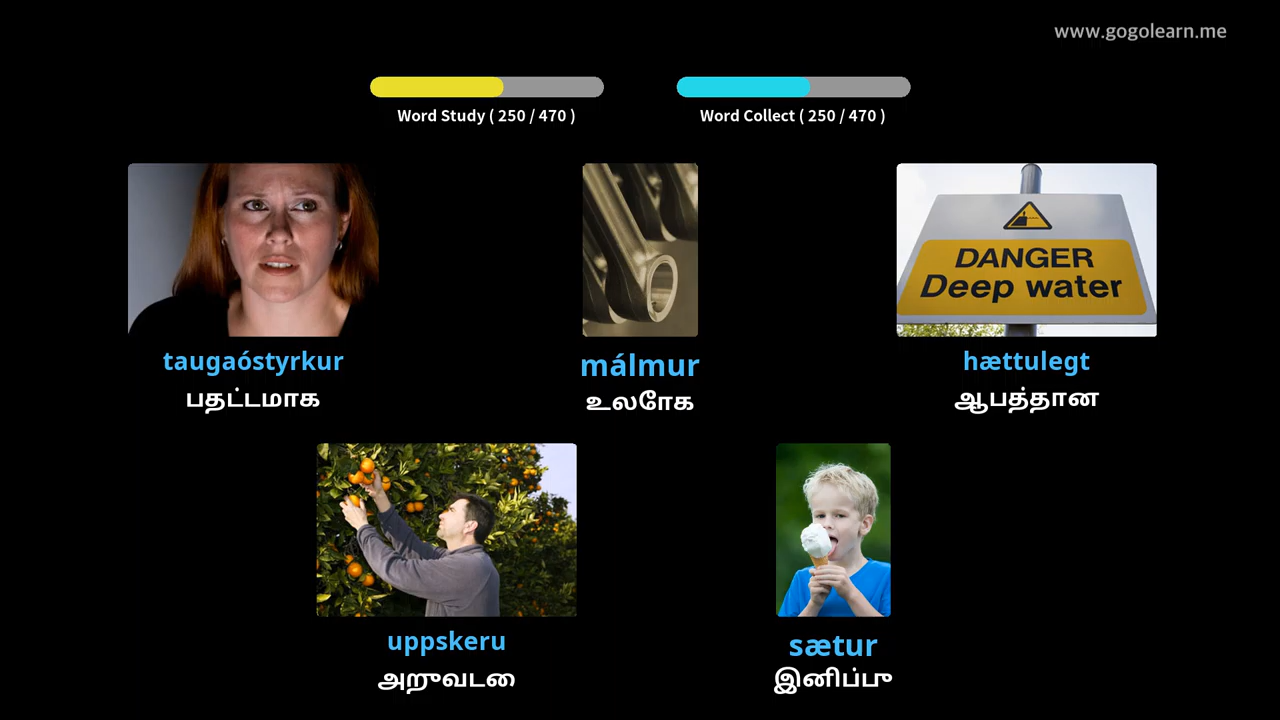 www.gogolearn.me
Word Study ( 250 / 470 )
Word Collect ( 250 / 470 )
DANGER
Deep water
taugaóstyrkur
பதட்டமாக
málmur
உலோக
hættulegt
ஆபத்தான
uppskeru
அறுவடை
sætur
இனிப்பு